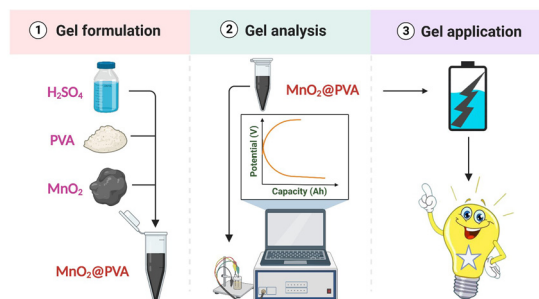 1 Gel formulation
H₂SO₄
PVA
MnO₂
MnO₂@PVA
2 Gel analysis
MnO₂@PVA
Potential (V)
Capacity (Ah)
3 Gel application